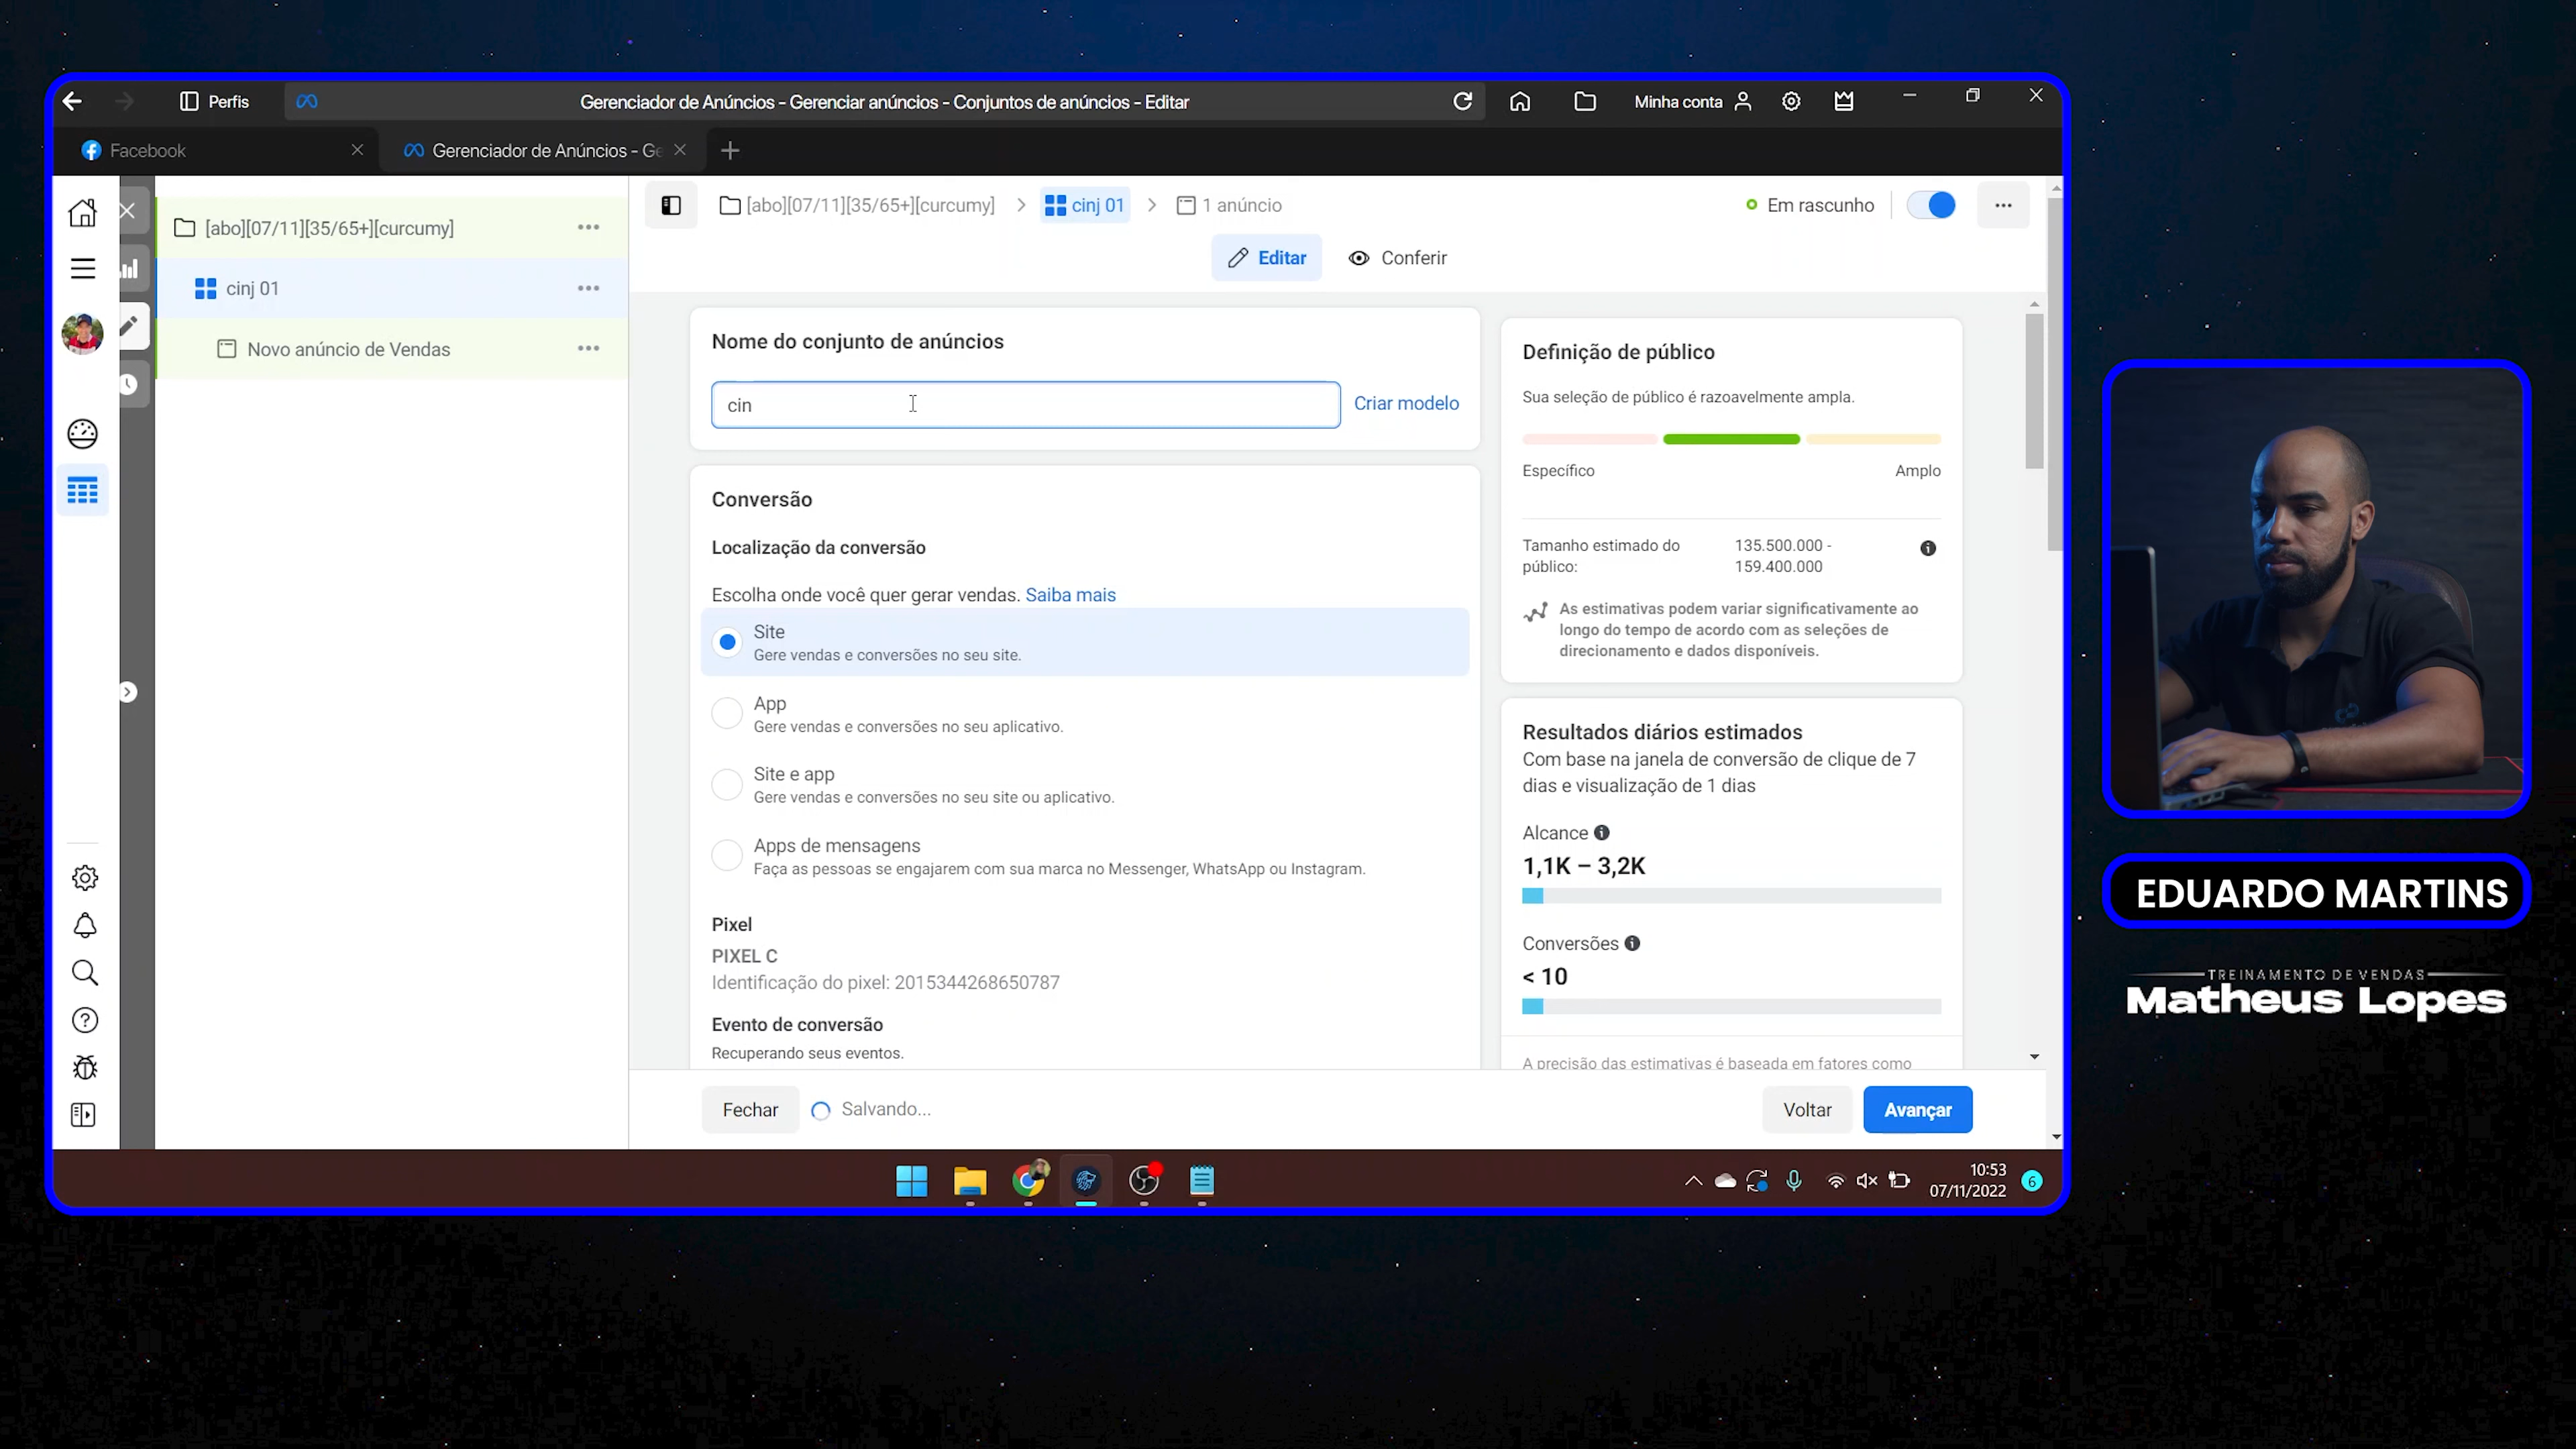 Perfis
Gerenciador de Anúncios - Gerenciar anúncios - Conjuntos de anúncios - Editar
Minha conta
Facebook
Gerenciador de Anúncios - Ge
[abo][07/11][35/65+][curcumy]
cinj 01
Novo anúncio de Vendas
[abo][07/11][35/65+][curcumy]
cinj 01
1 anúncio
Em rascunho
Editar
Conferir
Nome do conjunto de anúncios
cin
Criar modelo
Conversão
Localização da conversão
Escolha onde você quer gerar vendas. Saiba mais
Site
Gere vendas e conversões no seu site.
App
Gere vendas e conversões no seu aplicativo.
Site e app
Gere vendas e conversões no seu site ou aplicativo.
Apps de mensagens
Faça as pessoas se engajarem com sua marca no Messenger, WhatsApp ou Instagram.
Pixel
PIXEL C
Identificação do pixel: 2015344268650787
Evento de conversão
Recuperando seus eventos.
Definição de público
Sua seleção de público é razoavelmente ampla.
Específico
Amplo
Tamanho estimado do
público:
135.500.000 -
159.400.000
As estimativas podem variar significativamente ao
longo do tempo de acordo com as seleções de
direcionamento e dados disponíveis.
Resultados diários estimados
Com base na janela de conversão de clique de 7
dias e visualização de 1 dias
Alcance
1,1K – 3,2K
Conversões
< 10
A precisão das estimativas é baseada em fatores como
Fechar
Salvando...
Voltar
Avançar
10:53
07/11/2022
6
EDUARDO MARTINS
TREINAMENTO DE VENDAS
Matheus Lopes